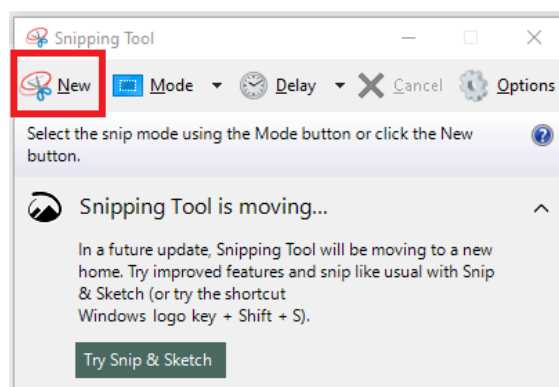 Snipping Tool
New Mode Delay Cancel Options
Select the snip mode using the Mode button or click the New
button.
Snipping Tool is moving...
In a future update, Snipping Tool will be moving to a new
home. Try improved features and snip like usual with Snip
& Sketch (or try the shortcut
Windows logo key + Shift + S).
Try Snip & Sketch